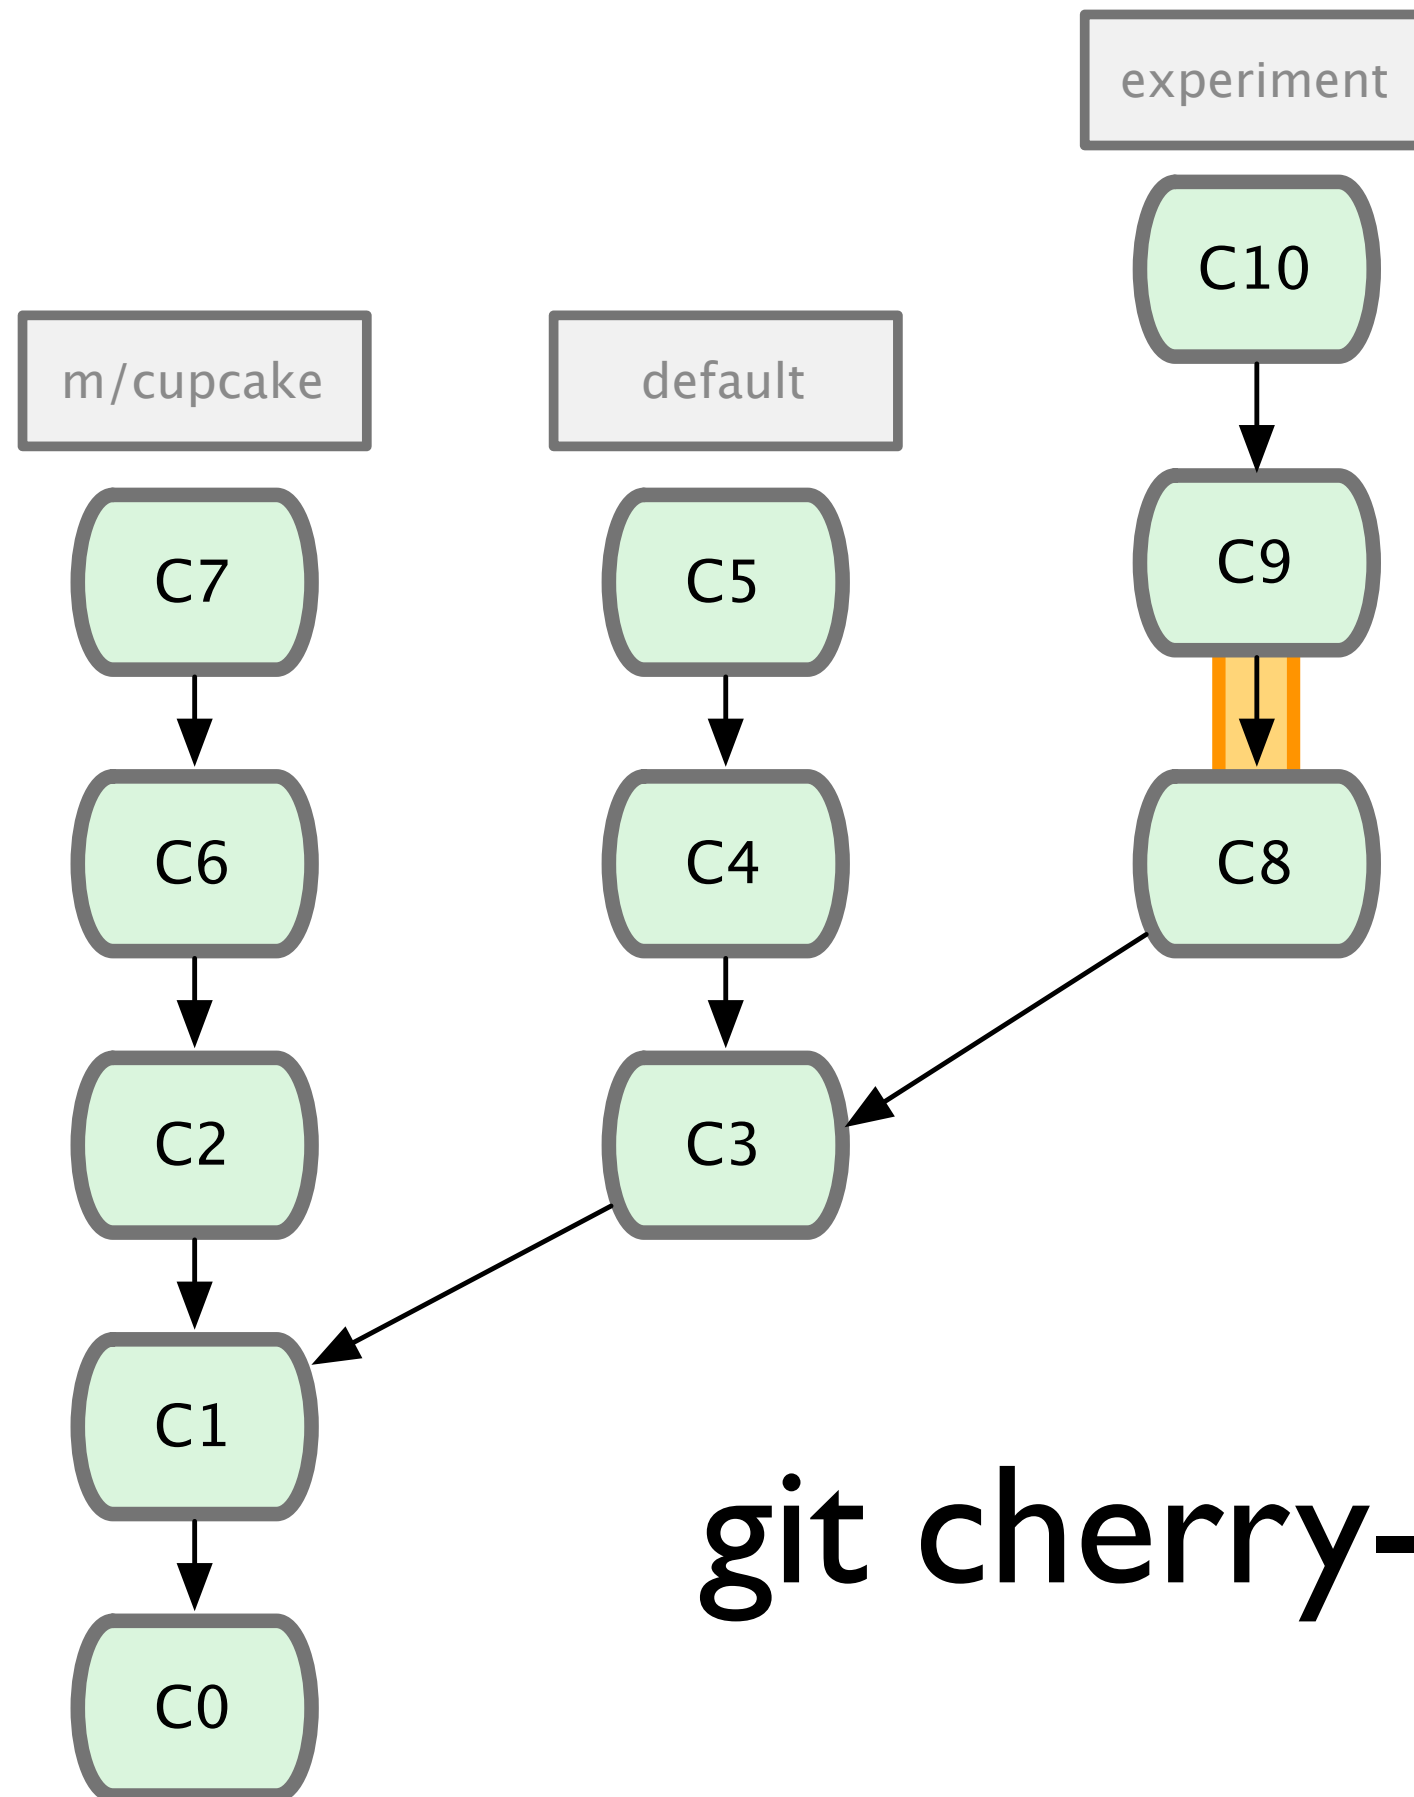 experiment
C10
m/cupcake
default
C9
C7
C5
C6
C4
C8
C2
C3
C1
git cherry-
C0